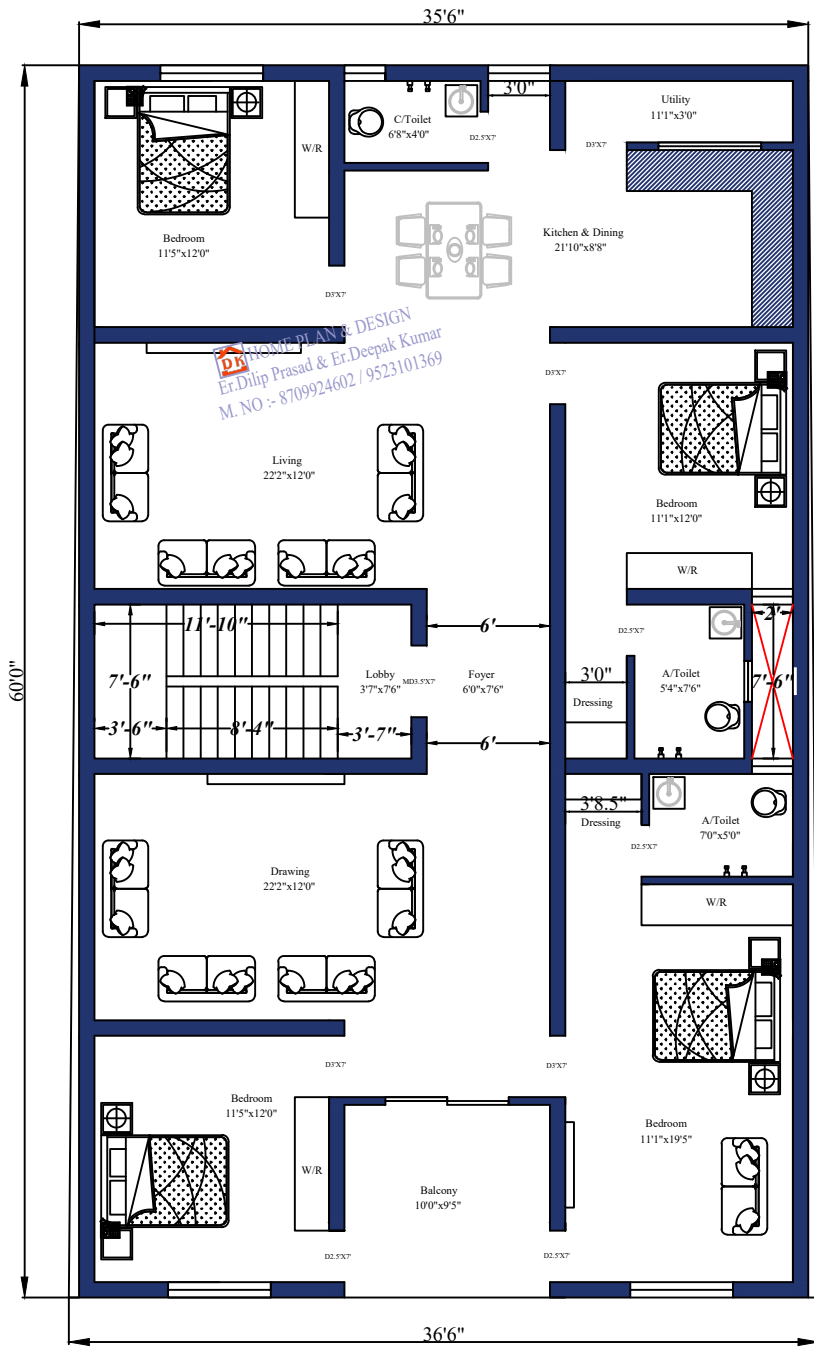 35'6"
3'0"
Utility
11'1"x3'0"
C/Toilet
6'8"x4'0"
D2.5'X7'
D3'X7'
W/R
Bedroom
11'5"x12'0"
Kitchen & Dining
21'10"x8'8"
D3'X7'
DK HOME PLAN & DESIGN
Er.Dilip Prasad & Er.Deepak Kumar
M. NO :- 8709924602 / 9523101369
D3'X7'
Living
22'2"x12'0"
Bedroom
11'1"x12'0"
W/R
60'0"
11'-10"
6'
2'
D2.5'X7'
7'-6"
Lobby
3'7"x7'6"
MD3.5'X7'
Foyer
6'0"x7'6"
3'0"
Dressing
A/Toilet
5'4"x7'6"
7'-6"
3'-6"
8'-4"
3'-7"
6'
3'8.5"
Dressing
A/Toilet
7'0"x5'0"
D2.5'X7'
Drawing
22'2"x12'0"
W/R
D3'X7'
D3'X7'
Bedroom
11'5"x12'0"
Bedroom
11'1"x19'5"
W/R
Balcony
10'0"x9'5"
D2.5'X7'
D2.5'X7'
36'6"